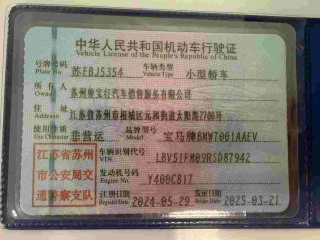 中华人民共和国机动车行驶证
Vehicle License of the People's Republic of China
号牌号码 苏FBJ5354 车辆类型 小型轿车
Plate No. Vehicle Type
所有人 苏州骏宝行汽车销售服务有限公司
Owner
住址 江苏省苏州市相城区元和街道太阳路2700号
Address
使用性质 非营运 品牌型号 宝马牌BMW7001AAEV
Use Character Model
江苏省苏州 车辆识别代号 LBV51FM09RSD87942
市公安局交 VIN
通警察支队 发动机号码 Y400C817
Engine No.
注册日期 2024-05-29 发证日期 2025-03-21
Register Date Issue Date